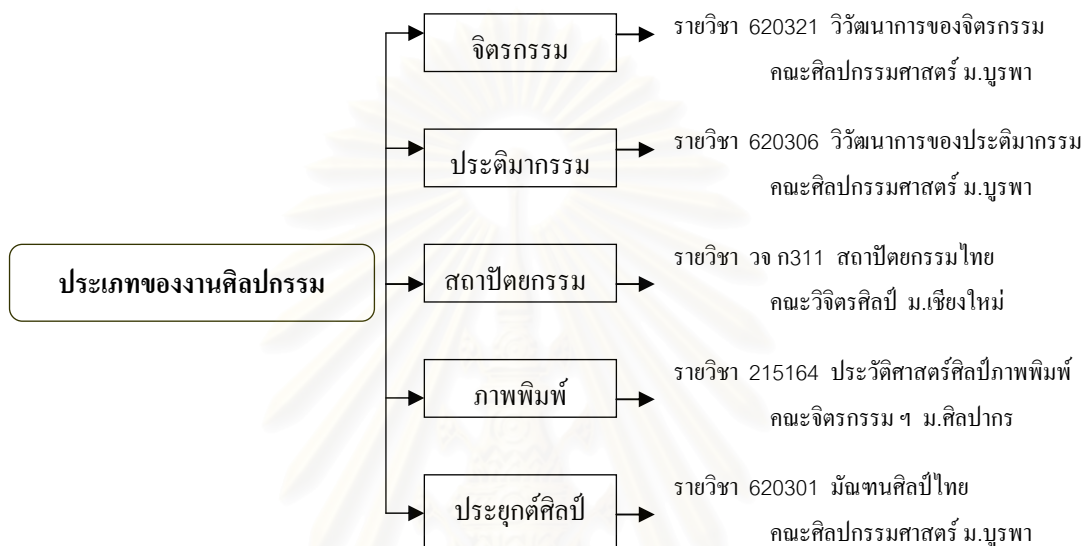 จิตรกรรม
รายวิชา 620321 วิวัฒนาการของจิตรกรรม
คณะศิลปกรรมศาสตร์ ม.บูรพา
ประติมากรรม
รายวิชา 620306 วิวัฒนาการของประติมากรรม
คณะศิลปกรรมศาสตร์ ม.บูรพา
ประเภทของงานศิลปกรรม
สถาปัตยกรรม
รายวิชา วจ ก311 สถาปัตยกรรมไทย
คณะวิจิตรศิลป์ ม.เชียงใหม่
ภาพพิมพ์
รายวิชา 215164 ประวัติศาสตร์ศิลป์ภาพพิมพ์
คณะจิตรกรรม ฯ ม.ศิลปากร
ประยุกต์ศิลป์
รายวิชา 620301 มัณฑนศิลป์ไทย
คณะศิลปกรรมศาสตร์ ม.บูรพา